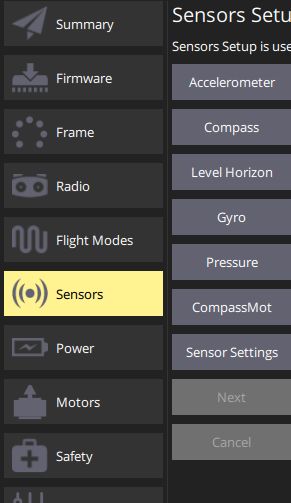 Summary
Firmware
Frame
Radio
Flight Modes
Sensors
Power
Motors
Safety
Sensors Setu
Sensors Setup is use
Accelerometer
Compass
Level Horizon
Gyro
Pressure
CompassMot
Sensor Settings
Next
Cancel